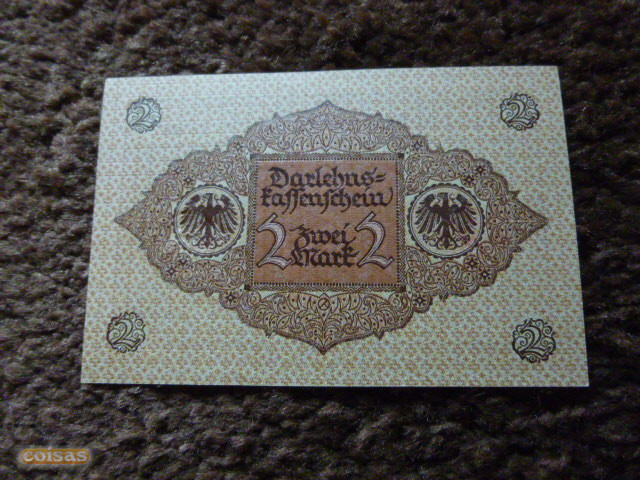 2 2
Darlehns-
kassenschein
2 Zwei 2
Mark
2 2
coisas